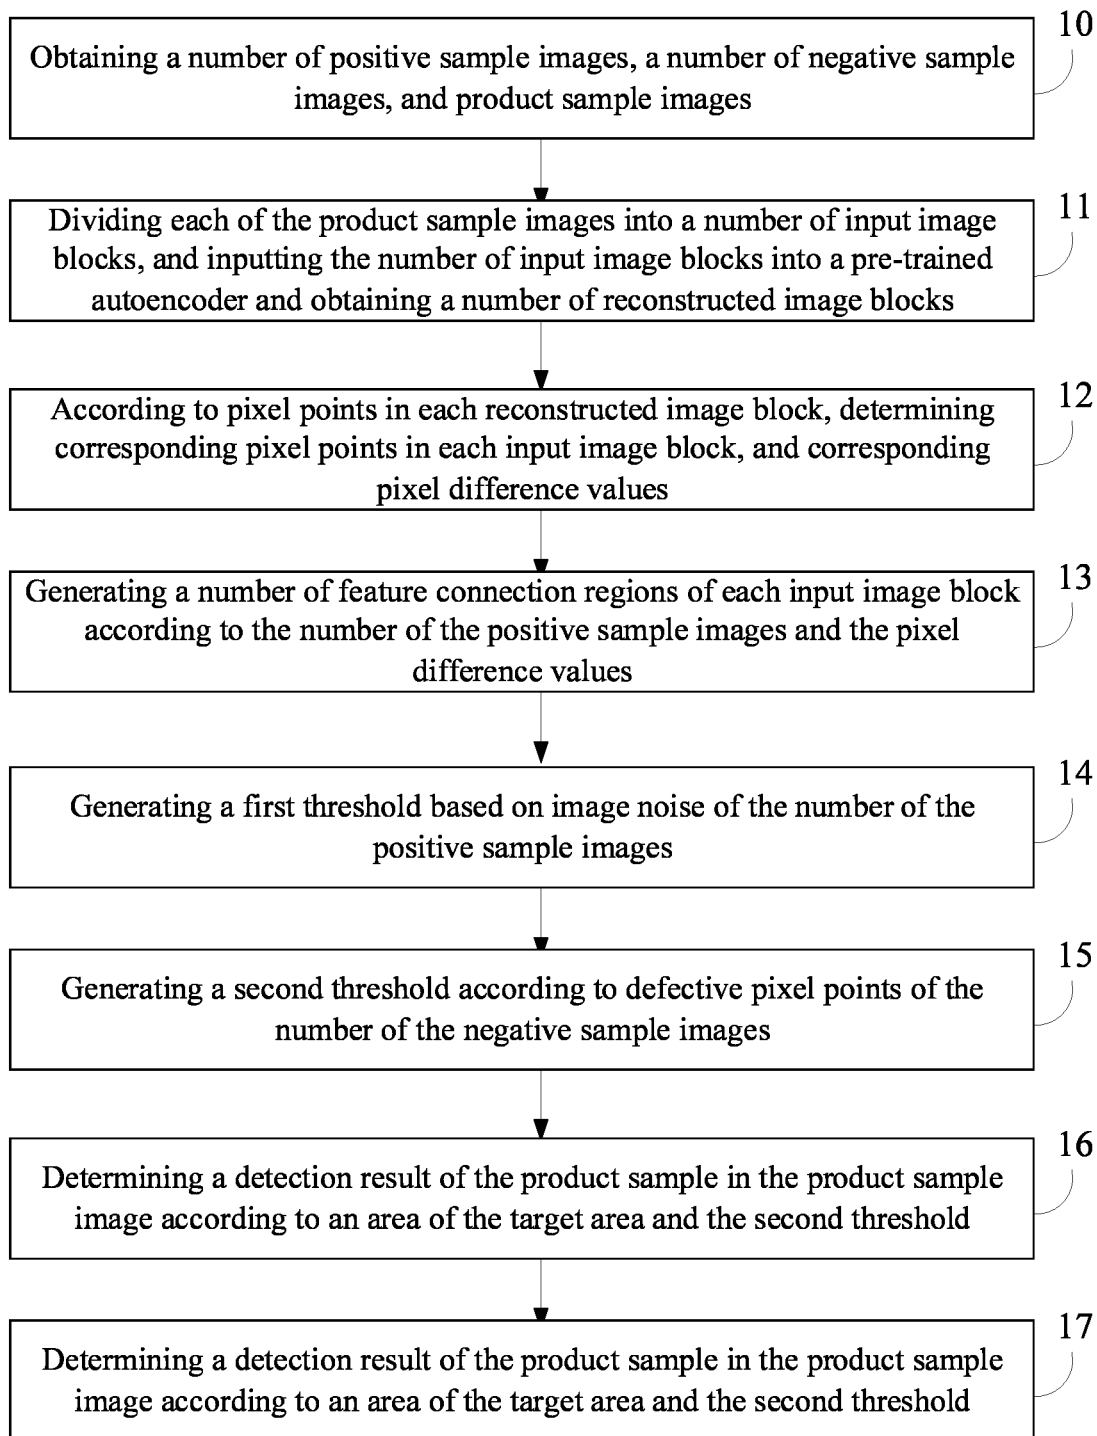 10
Obtaining a number of positive sample images, a number of negative sample
images, and product sample images
11
Dividing each of the product sample images into a number of input image
blocks, and inputting the number of input image blocks into a pre-trained
autoencoder and obtaining a number of reconstructed image blocks
12
According to pixel points in each reconstructed image block, determining
corresponding pixel points in each input image block, and corresponding
pixel difference values
13
Generating a number of feature connection regions of each input image block
according to the number of the positive sample images and the pixel
difference values
14
Generating a first threshold based on image noise of the number of the
positive sample images
15
Generating a second threshold according to defective pixel points of the
number of the negative sample images
16
Determining a detection result of the product sample in the product sample
image according to an area of the target area and the second threshold
17
Determining a detection result of the product sample in the product sample
image according to an area of the target area and the second threshold